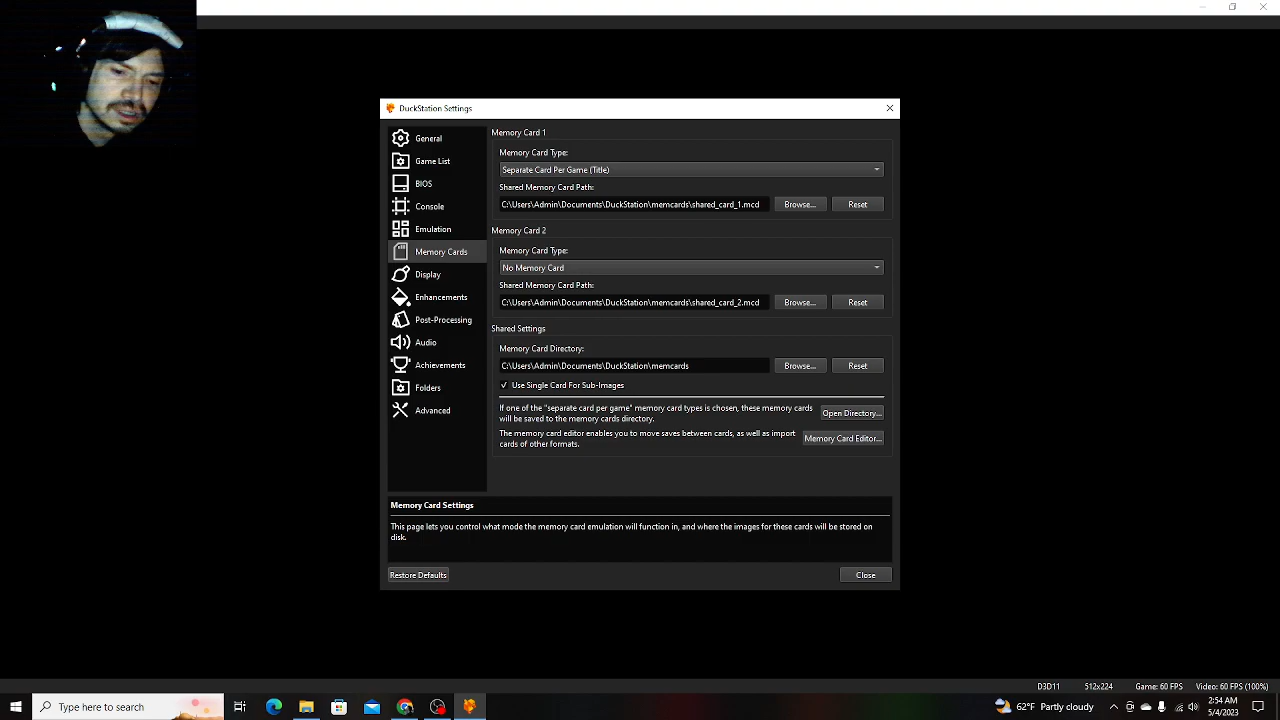 DuckStation Settings
General
Game List
BIOS
Console
Emulation
Memory Cards
Display
Enhancements
Post-Processing
Audio
Achievements
Folders
Advanced
Memory Card 1
Memory Card Type:
Separate Card Per Game (Title)
Shared Memory Card Path:
C:\Users\Admin\Documents\DuckStation\memcards\shared_card_1.mcd
Browse...
Reset
Memory Card 2
Memory Card Type:
No Memory Card
Shared Memory Card Path:
C:\Users\Admin\Documents\DuckStation\memcards\shared_card_2.mcd
Browse...
Reset
Shared Settings
Memory Card Directory:
C:\Users\Admin\Documents\DuckStation\memcards
Browse...
Reset
Use Single Card For Sub-Images
If one of the "separate card per game" memory card types is chosen, these memory cards
will be saved to the memory cards directory.
Open Directory...
The memory card editor enables you to move saves between cards, as well as import
cards of other formats.
Memory Card Editor...
Memory Card Settings
This page lets you control what mode the memory card emulation will function in, and where the images for these cards will be stored on
disk.
Restore Defaults
Close
D3D11
512x224
Game: 60 FPS
Video: 60 FPS (100%)
Type here to search
62°F Partly cloudy
2:54 AM
5/4/2023